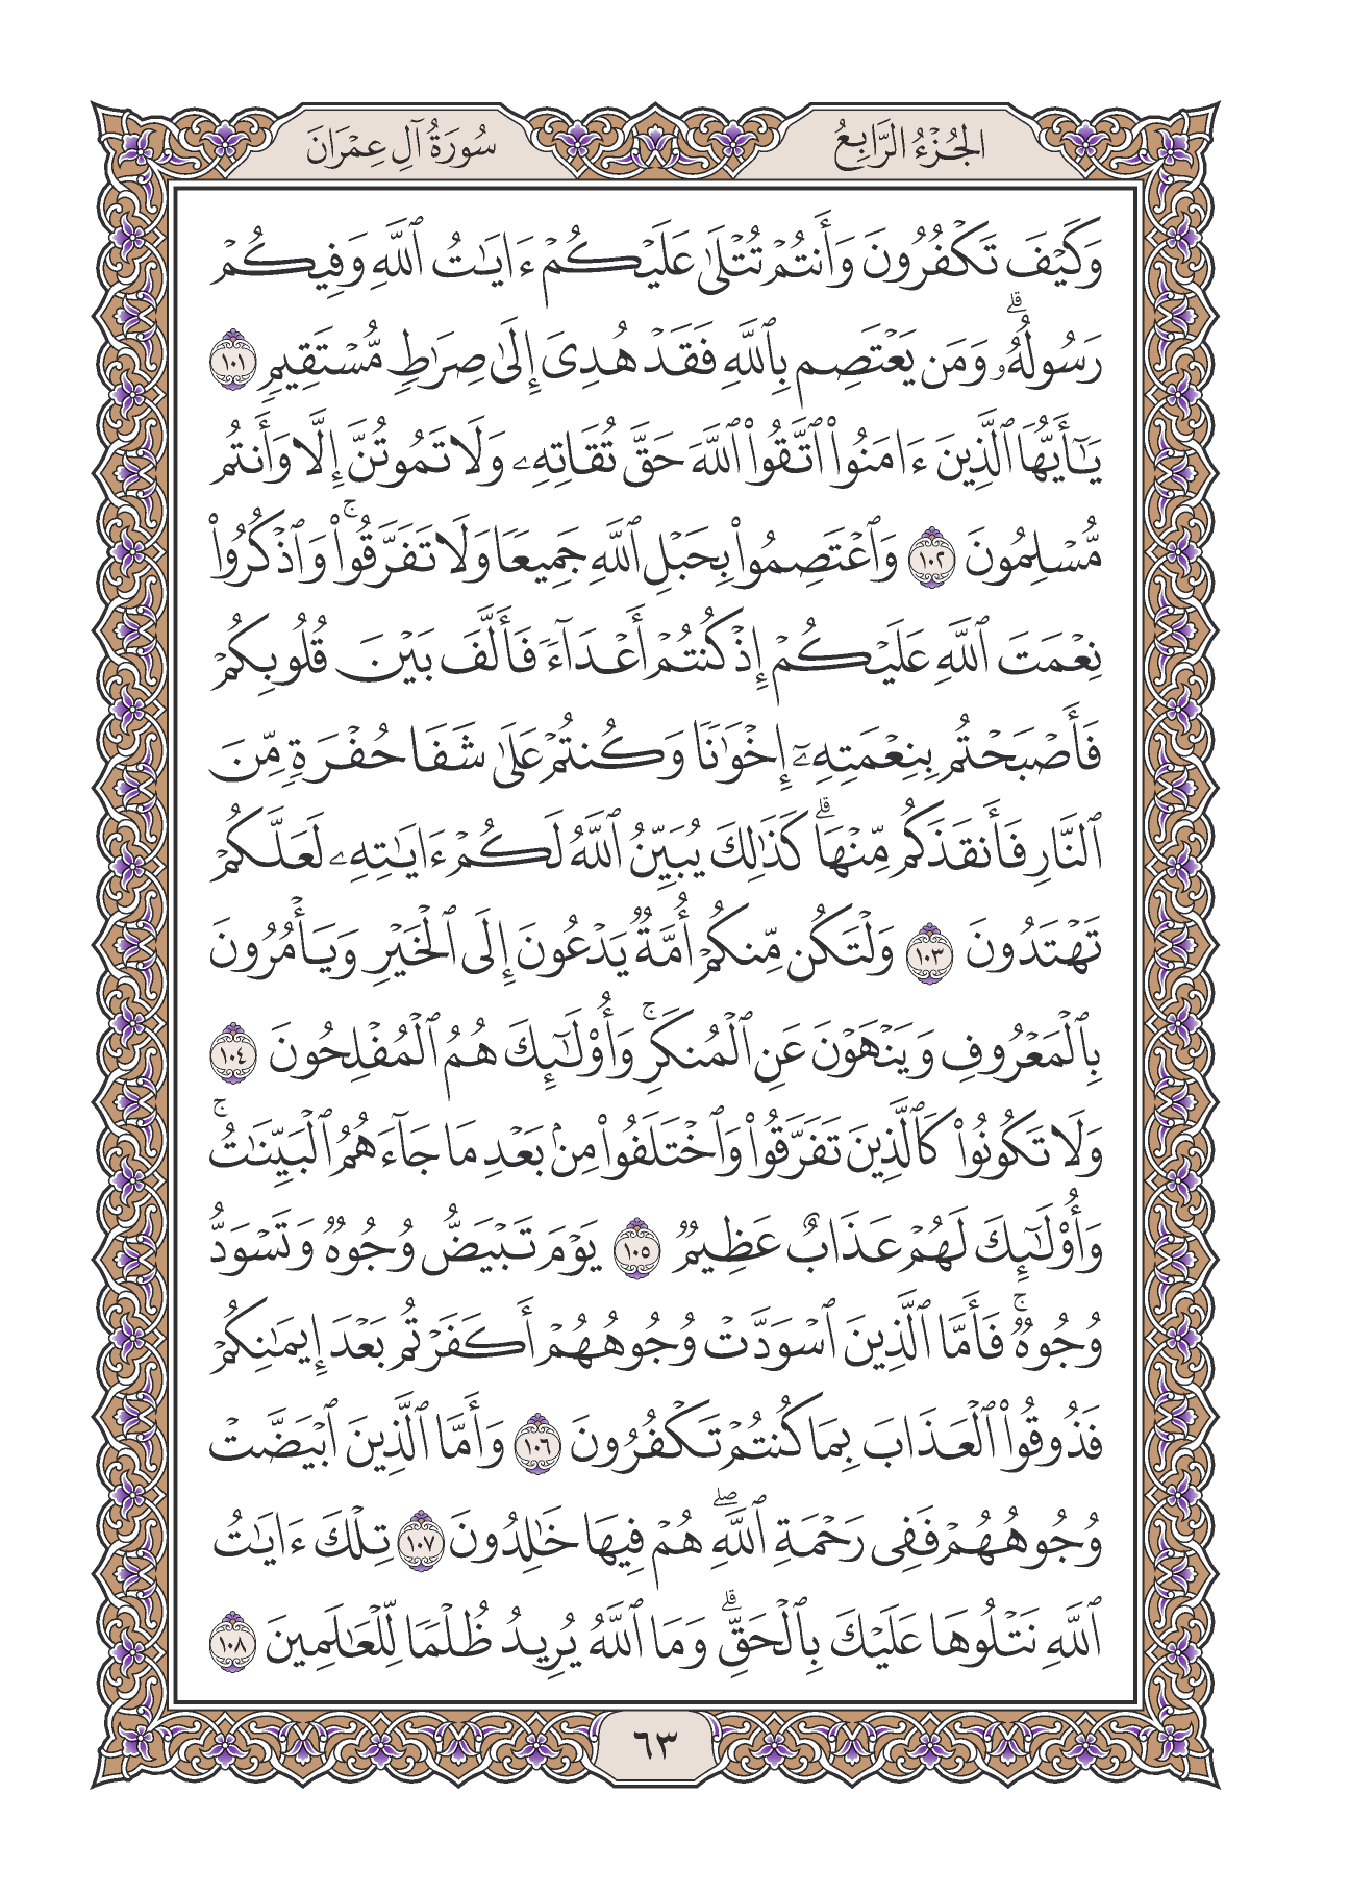 الجُزْءُ الرَّابِعُ
سُورَةُ آلِ عِمْرَانَ
وَكَيْفَ تَكْفُرُونَ وَأَنتُمْ تُتْلَىٰ عَلَيْكُمْ ءَايَٰتُ ٱللَّهِ وَفِيكُمْ
رَسُولُهُۥۗ وَمَن يَعْتَصِم بِٱللَّهِ فَقَدْ هُدِىَ إِلَىٰ صِرَٰطٍ مُّسْتَقِيمٍ ١٠١
يَٰٓأَيُّهَا ٱلَّذِينَ ءَامَنُوا۟ ٱتَّقُوا۟ ٱللَّهَ حَقَّ تُقَاتِهِۦ وَلَا تَمُوتُنَّ إِلَّا وَأَنتُم
مُّسْلِمُونَ ١٠٢ وَٱعْتَصِمُوا۟ بِحَبْلِ ٱللَّهِ جَمِيعًا وَلَا تَفَرَّقُوا۟ۚ وَٱذْكُرُوا۟
نِعْمَتَ ٱللَّهِ عَلَيْكُمْ إِذْ كُنتُمْ أَعْدَآءً فَأَلَّفَ بَيْنَ قُلُوبِكُمْ
فَأَصْبَحْتُم بِنِعْمَتِهِۦٓ إِخْوَٰنًا وَكُنتُمْ عَلَىٰ شَفَا حُفْرَةٍ مِّنَ
ٱلنَّارِ فَأَنقَذَكُم مِّنْهَاۗ كَذَٰلِكَ يُبَيِّنُ ٱللَّهُ لَكُمْ ءَايَٰتِهِۦ لَعَلَّكُمْ
تَهْتَدُونَ ١٠٣ وَلْتَكُن مِّنكُمْ أُمَّةٌ يَدْعُونَ إِلَى ٱلْخَيْرِ وَيَأْمُرُونَ
بِٱلْمَعْرُوفِ وَيَنْهَوْنَ عَنِ ٱلْمُنكَرِۚ وَأُو۟لَٰٓئِكَ هُمُ ٱلْمُفْلِحُونَ ١٠٤
وَلَا تَكُونُوا۟ كَٱلَّذِينَ تَفَرَّقُوا۟ وَٱخْتَلَفُوا۟ مِنۢ بَعْدِ مَا جَآءَهُمُ ٱلْبَيِّنَٰتُۚ
وَأُو۟لَٰٓئِكَ لَهُمْ عَذَابٌ عَظِيمٌ ١٠٥ يَوْمَ تَبْيَضُّ وُجُوهٌ وَتَسْوَدُّ
وُجُوهٌۚ فَأَمَّا ٱلَّذِينَ ٱسْوَدَّتْ وُجُوهُهُمْ أَكَفَرْتُم بَعْدَ إِيمَٰنِكُمْ
فَذُوقُوا۟ ٱلْعَذَابَ بِمَا كُنتُمْ تَكْفُرُونَ ١٠٦ وَأَمَّا ٱلَّذِينَ ٱبْيَضَّتْ
وُجُوهُهُمْ فَفِى رَحْمَةِ ٱللَّهِۖ هُمْ فِيهَا خَٰلِدُونَ ١٠٧ تِلْكَ ءَايَٰتُ
ٱللَّهِ نَتْلُوهَا عَلَيْكَ بِٱلْحَقِّۗ وَمَا ٱللَّهُ يُرِيدُ ظُلْمًا لِّلْعَٰلَمِينَ ١٠٨
٦٣